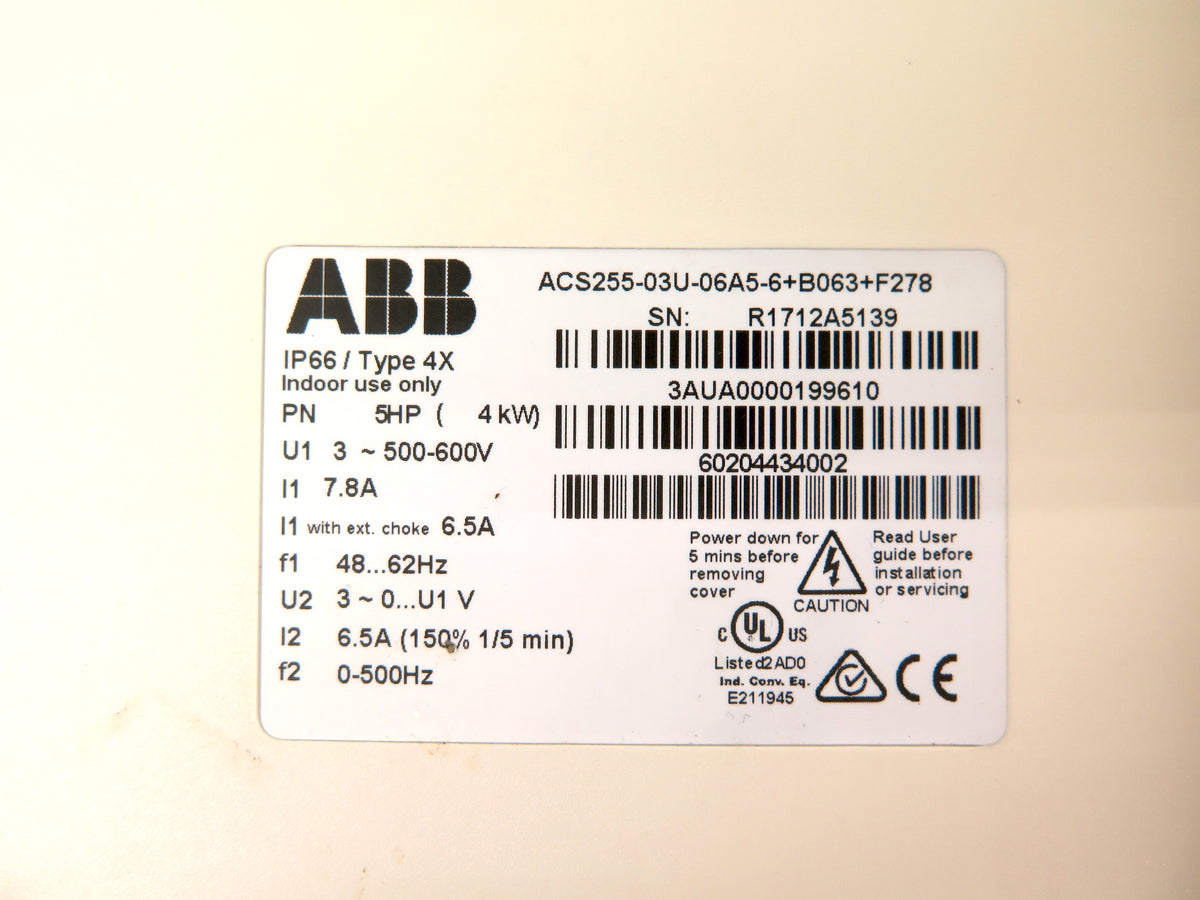 ABB
ACS255-03U-06A5-6+B063+F278
SN: R1712A5139
3AUA0000199610
60204434002
IP66 / Type 4X
Indoor use only
PN 5HP ( 4 kW)
U1 3 ~ 500-600V
I1 7.8A
I1 with ext. choke 6.5A
f1 48...62Hz
U2 3 ~ 0...U1 V
I2 6.5A (150% 1/5 min)
f2 0-500Hz
Power down for
5 mins before
removing
cover
CAUTION
Read User
guide before
installation
or servicing
C UL US
Listed 2AD0
Ind. Conv. Eq.
E211945
CE